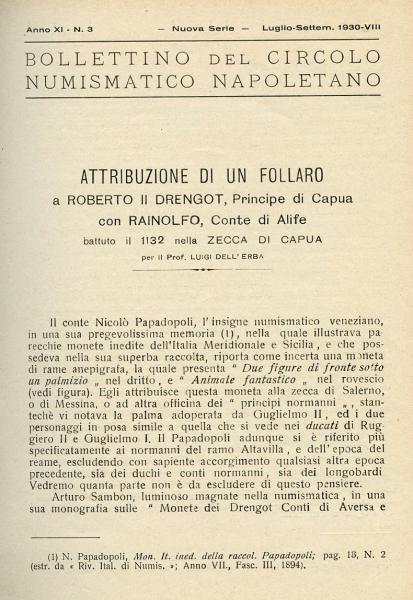 Anno XI - N. 3 — Nuova Serie — Luglio-Settem. 1930-VIII
BOLLETTINO DEL CIRCOLO
NUMISMATICO NAPOLETANO
ATTRIBUZIONE DI UN FOLLARO
a ROBERTO II DRENGOT, Principe di Capua
con RAINOLFO, Conte di Alife
battuto il 1132 nella ZECCA DI CAPUA
per il Prof. LUIGI DELL'ERBA
Il conte Nicolò Papadopoli, l'insigne numismatico veneziano,
in una sua pregevolissima memoria (1), nella quale illustrava pa-
recchie monete inedite dell'Italia Meridionale e Sicilia, e che pos-
sedeva nella sua superba raccolta, riporta come incerta una moneta
di rame anepigrafa, la quale presenta " Due figure di fronte sotto
un palmizio „ nel dritto, e " Animale fantastico „ nel rovescio
(vedi figura). Egli attribuisce questa moneta alla zecca di Salerno,
o di Messina, o ad altra officina dei " principi normanni „, stan-
techè vi notava la palma adoperata da Guglielmo II, ed i due
personaggi in posa simile a quella che si vede nei ducati di Rug-
giero II e Guglielmo I. Il Papadopoli adunque si è riferito più
specificatamente ai normanni del ramo Altavilla, e dell'epoca del
reame, escludendo con sapiente accorgimento qualsiasi altra epoca
precedente, sia dei duchi e conti normanni, sia dei longobardi
Vedremo quanta parte non è da escludere di questo pensiere.
Arturo Sambon, luminoso magnate nella numismatica, in una
sua monografia sulle " Monete dei Drengot Conti di Aversa e
(1) N. Papadopoli, Mon. It. ined. della raccol. Papadopoli; pag. 13, N. 2
(estr. da « Riv. Ital. di Numis. »; Anno VII., Fasc. III, 1894).